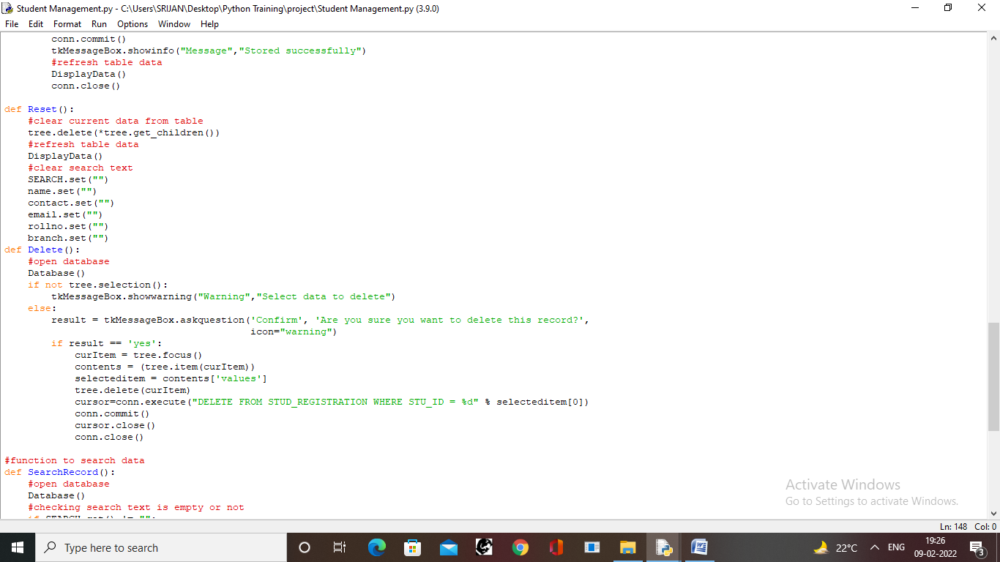 Student Management.py - C:\Users\SRIJAN\Desktop\Python Training\project\Student Management.py (3.9.0)
File Edit Format Run Options Window Help
        conn.commit()
        tkMessageBox.showinfo("Message","Stored successfully")
        #refresh table data
        DisplayData()
        conn.close()

def Reset():
    #clear current data from table
    tree.delete(*tree.get_children())
    #refresh table data
    DisplayData()
    #clear search text
    SEARCH.set("")
    name.set("")
    contact.set("")
    email.set("")
    rollno.set("")
    branch.set("")
def Delete():
    #open database
    Database()
    if not tree.selection():
        tkMessageBox.showwarning("Warning","Select data to delete")
    else:
        result = tkMessageBox.askquestion('Confirm', 'Are you sure you want to delete this record?',
                                          icon="warning")
        if result == 'yes':
            curItem = tree.focus()
            contents = (tree.item(curItem))
            selecteditem = contents['values']
            tree.delete(curItem)
            cursor=conn.execute("DELETE FROM STUD_REGISTRATION WHERE STU_ID = %d" % selecteditem[0])
            conn.commit()
            cursor.close()
            conn.close()

#function to search data
def SearchRecord():
    #open database
    Database()
    #checking search text is empty or not
Activate Windows
Go to Settings to activate Windows.
Ln: 148 Col: 0
Type here to search
22°C
ENG
19:26
09-02-2022
3